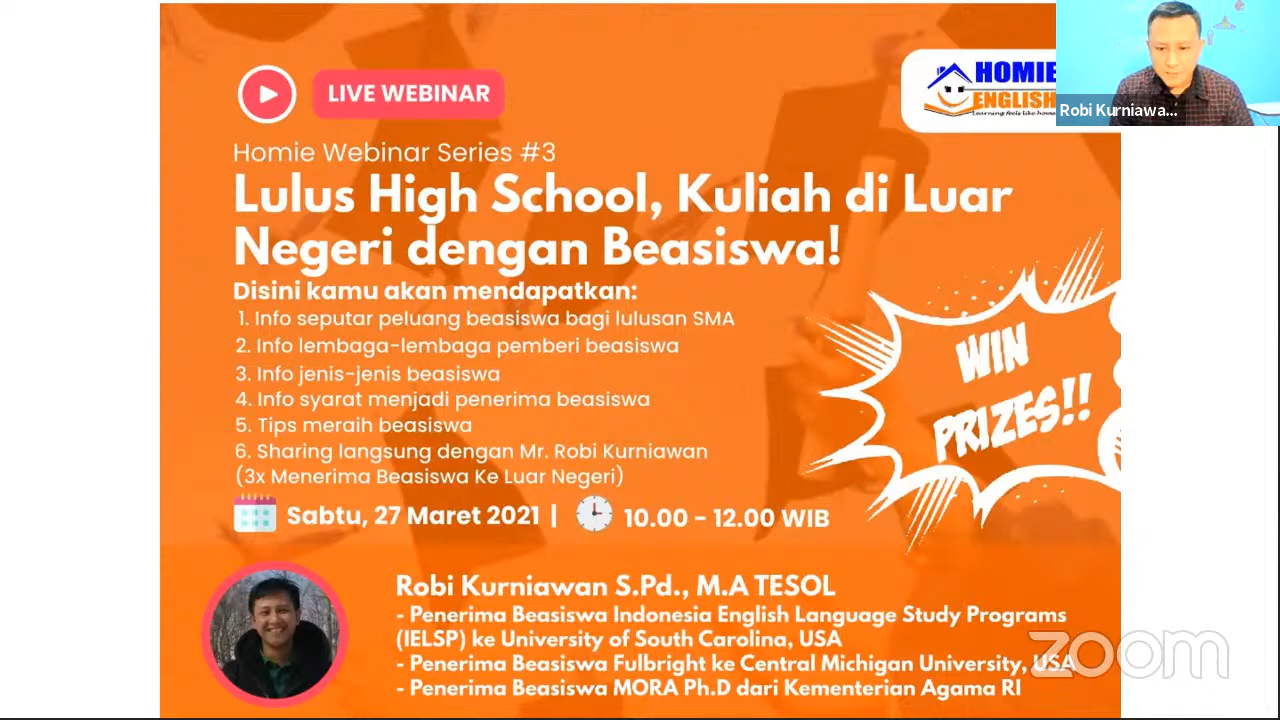 LIVE WEBINAR
HOMIE
ENGLISH
Learning feels like home
Robi Kurniawa...
Homie Webinar Series #3
Lulus High School, Kuliah di Luar
Negeri dengan Beasiswa!
Disini kamu akan mendapatkan:
1. Info seputar peluang beasiswa bagi lulusan SMA
2. Info lembaga-lembaga pemberi beasiswa
3. Info jenis-jenis beasiswa
4. Info syarat menjadi penerima beasiswa
5. Tips meraih beasiswa
6. Sharing langsung dengan Mr. Robi Kurniawan
(3x Menerima Beasiswa Ke Luar Negeri)
WIN
PRIZES!!
Sabtu, 27 Maret 2021 | 10.00 - 12.00 WIB
Robi Kurniawan S.Pd., M.A TESOL
- Penerima Beasiswa Indonesia English Language Study Programs
(IELSP) ke University of South Carolina, USA
- Penerima Beasiswa Fulbright ke Central Michigan University, USA
- Penerima Beasiswa MORA Ph.D dari Kementerian Agama RI
zoom